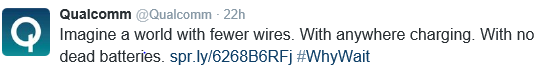 Qualcomm @Qualcomm · 22h
Imagine a world with fewer wires. With anywhere charging. With no
dead batteries. spr.ly/6268B6RFj #WhyWait